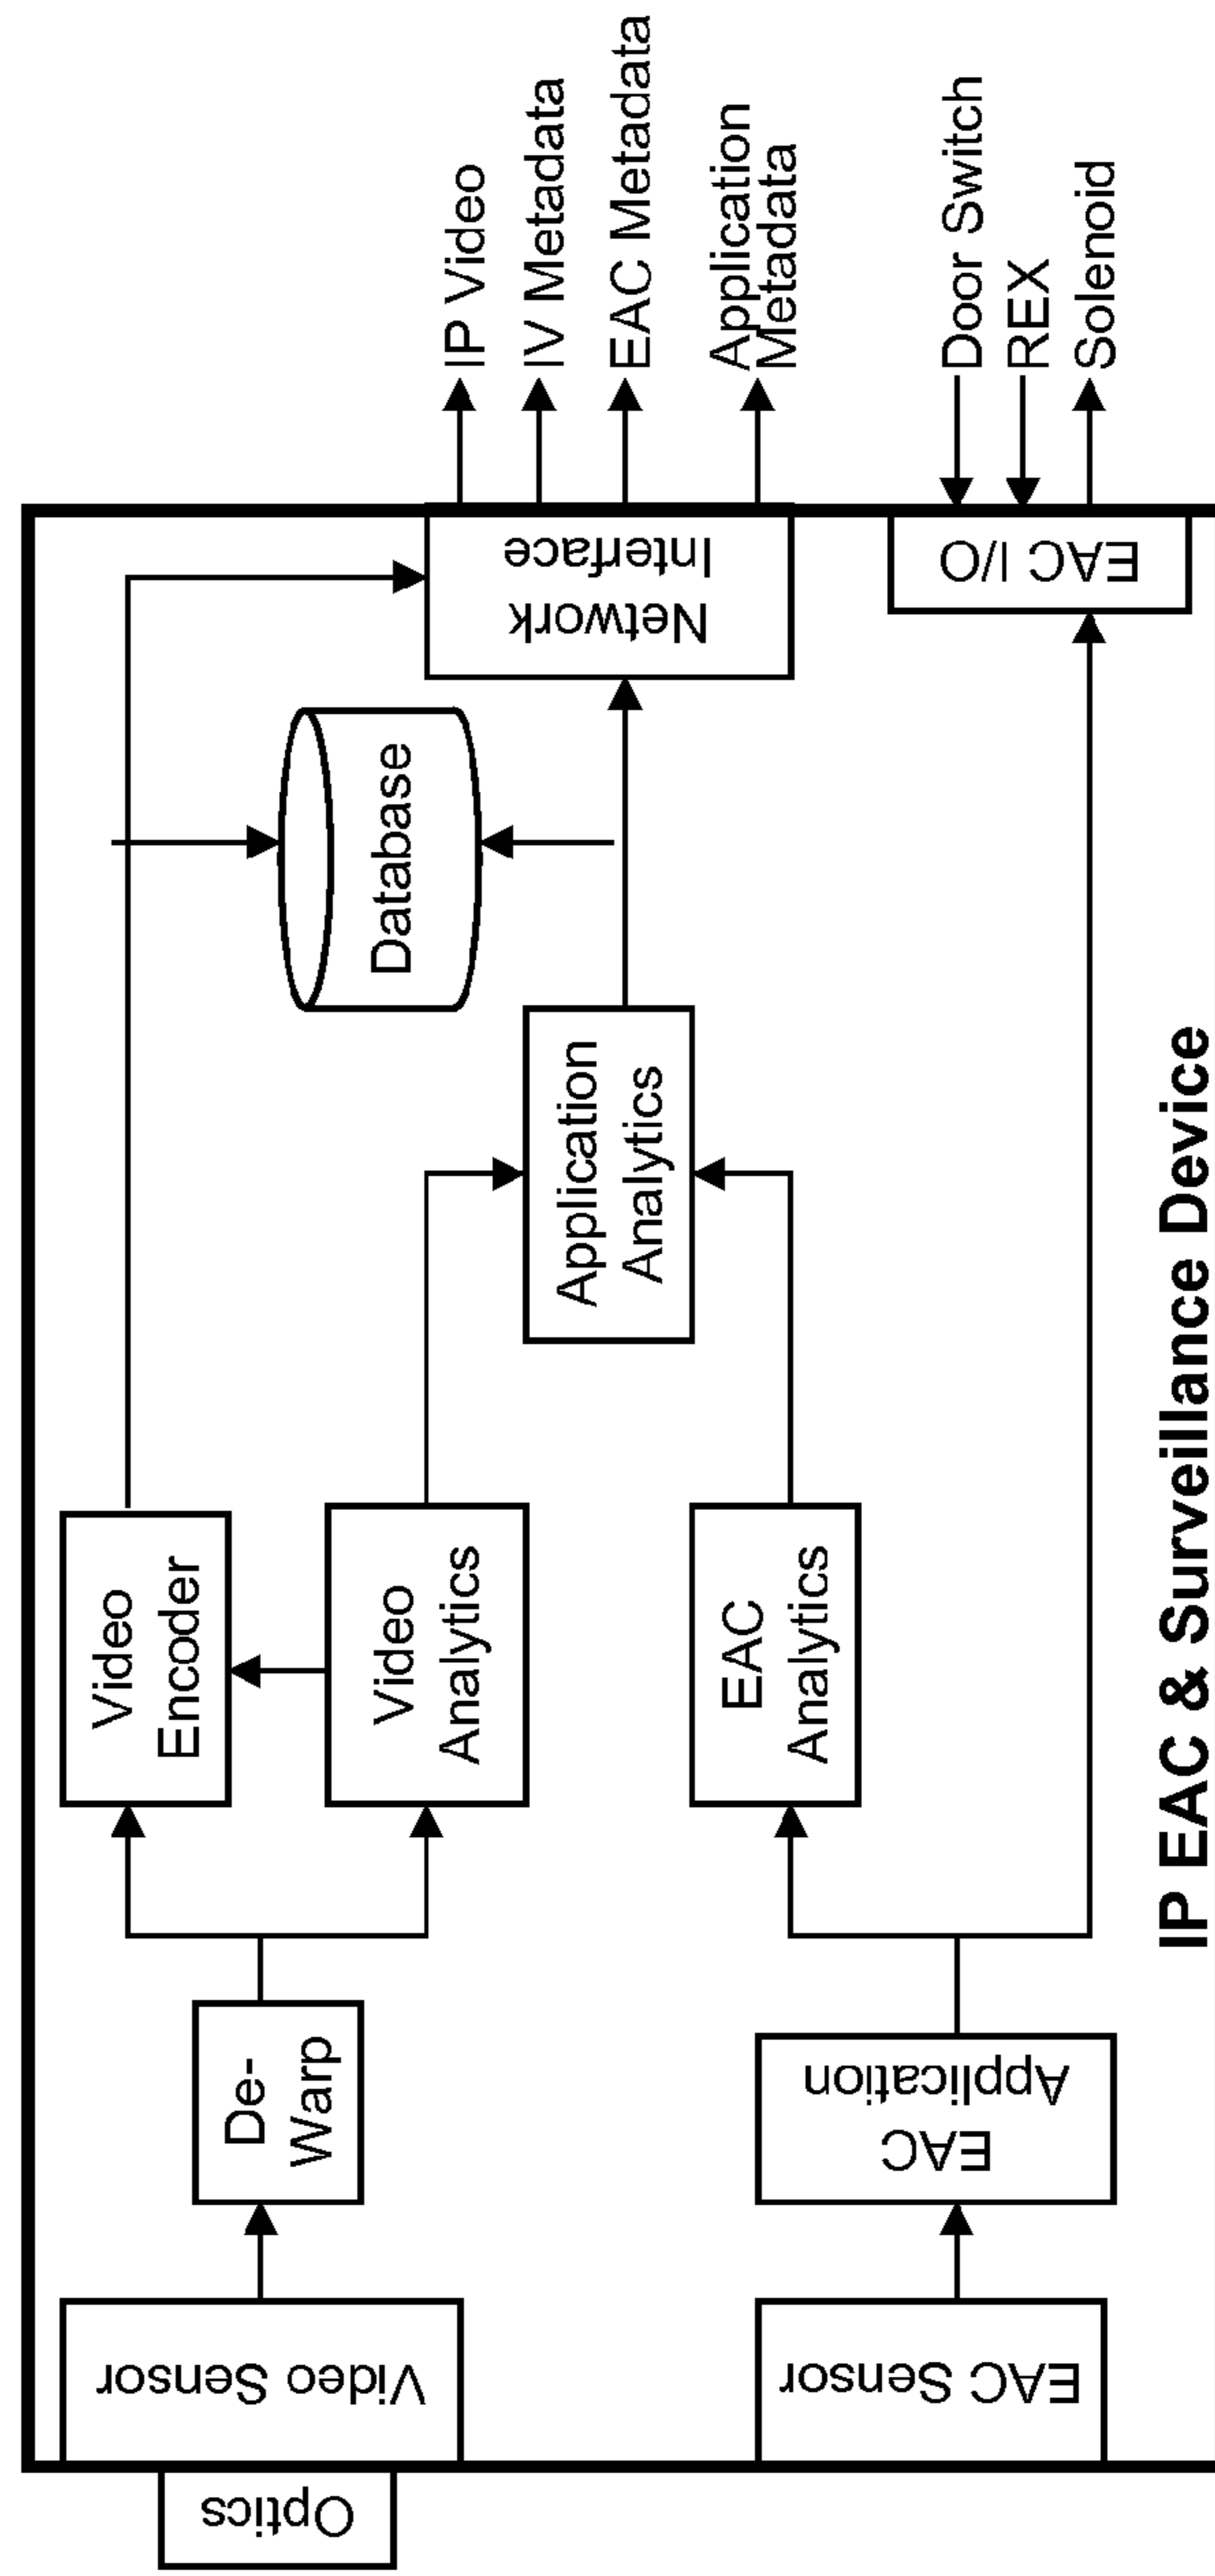 Optics
Video Sensor
De-
Warp
Video
Encoder
Video
Analytics
Application
Analytics
Database
Network
Interface
IP Video
IV Metadata
EAC Metadata
Application
Metadata
EAC Sensor
EAC
Application
EAC
Analytics
EAC I/O
Door Switch
REX
Solenoid
IP EAC & Surveillance Device